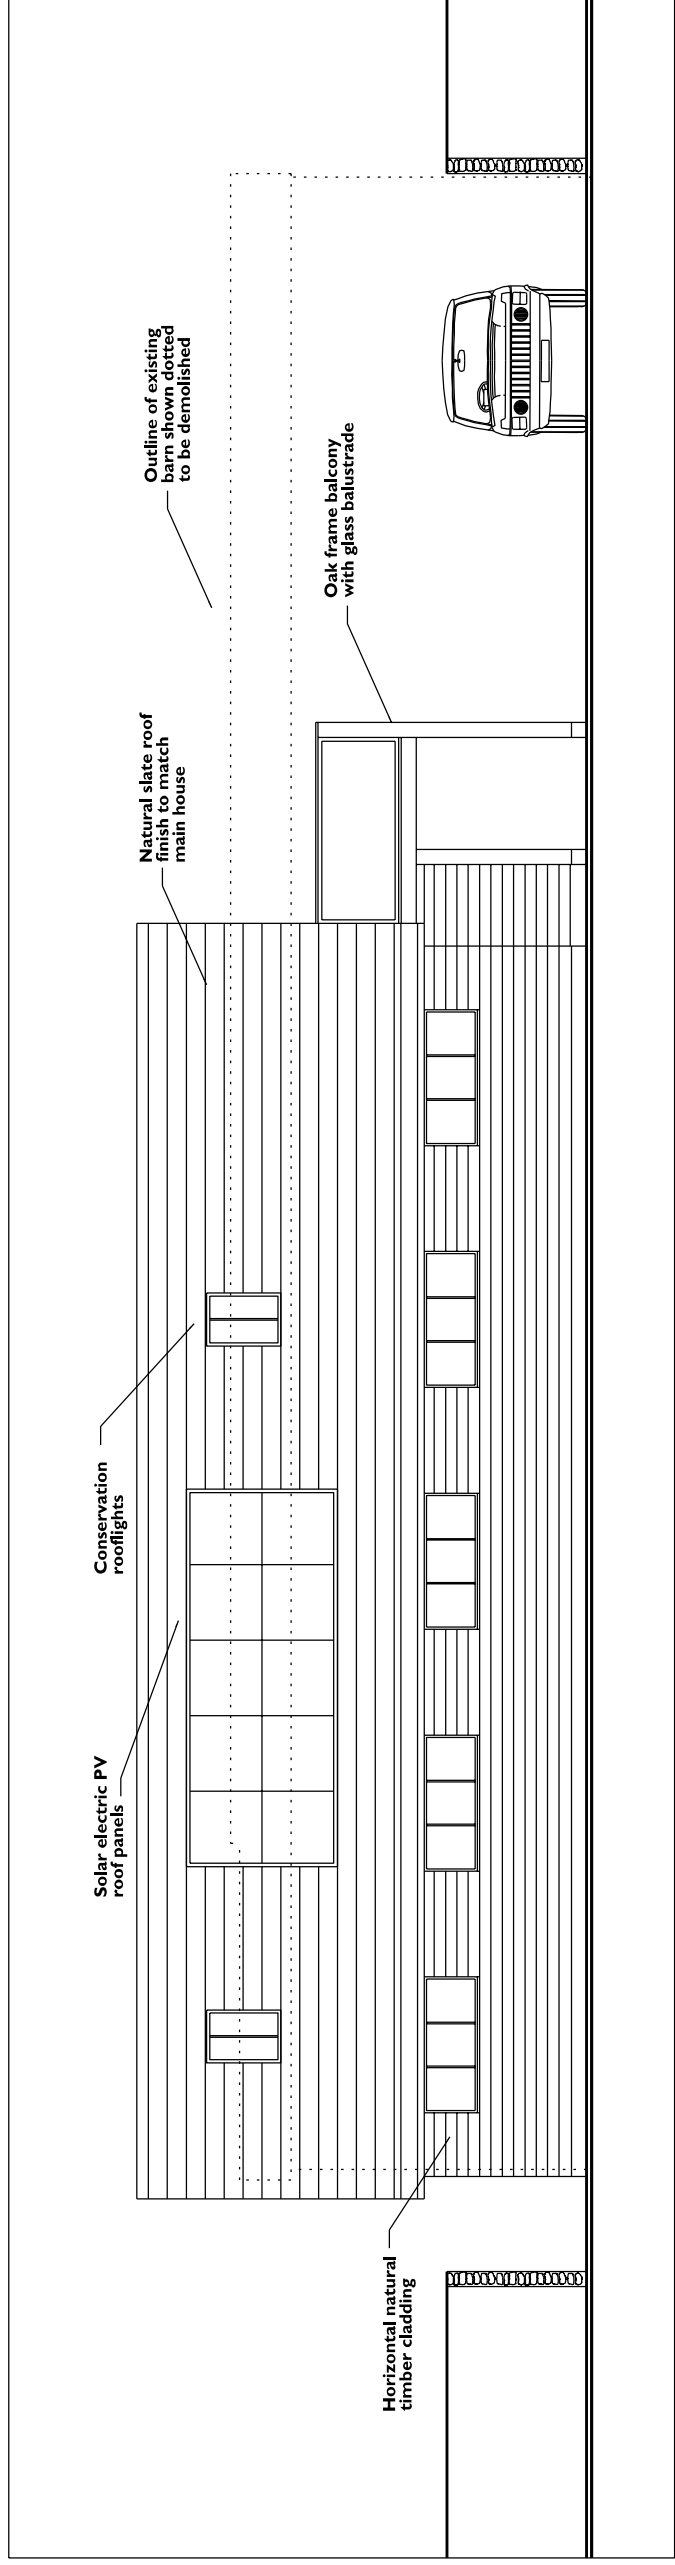 Horizontal natural
timber cladding
Solar electric PV
roof panels
Conservation
rooflights
Natural slate roof
finish to match
main house
Oak frame balcony
with glass balustrade
Outline of existing
barn shown dotted
to be demolished